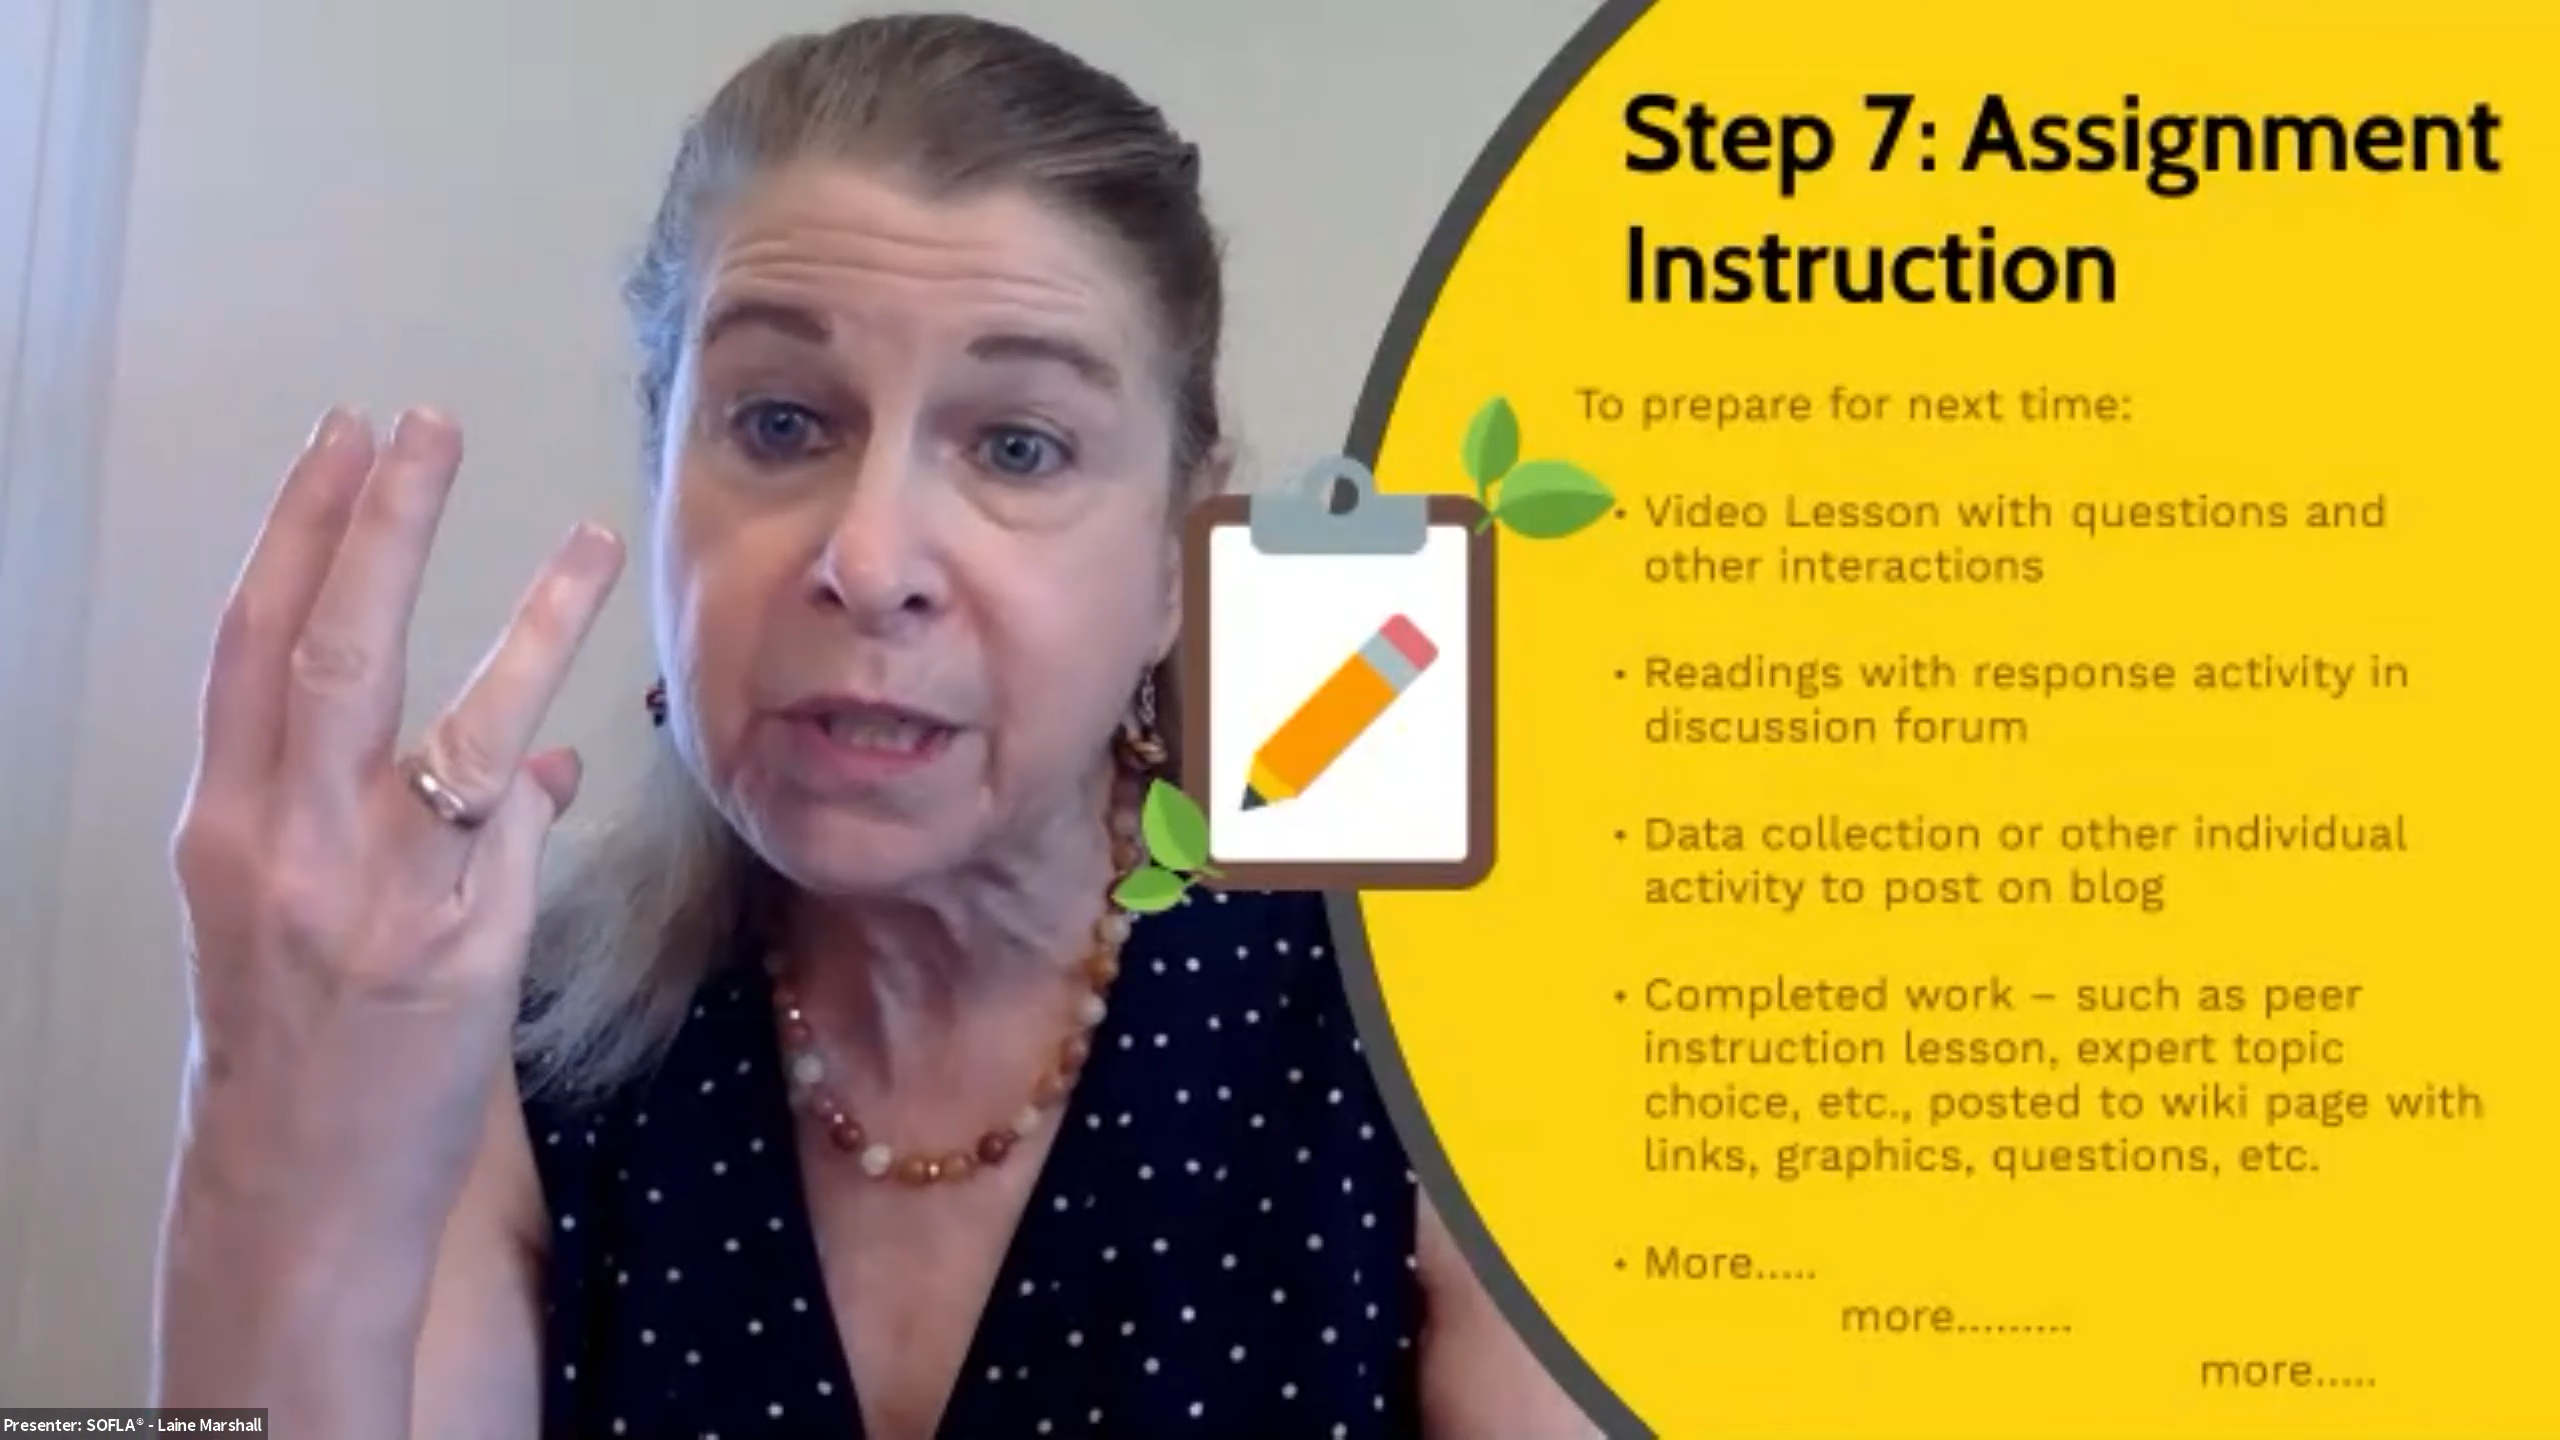 Step 7: Assignment
Instruction
To prepare for next time:
• Video Lesson with questions and
other interactions
• Readings with response activity in
discussion forum
• Data collection or other individual
activity to post on blog
• Completed work – such as peer
instruction lesson, expert topic
choice, etc., posted to wiki page with
links, graphics, questions, etc.
• More.....
more.........
more.....
Presenter: SOFLA® - Laine Marshall